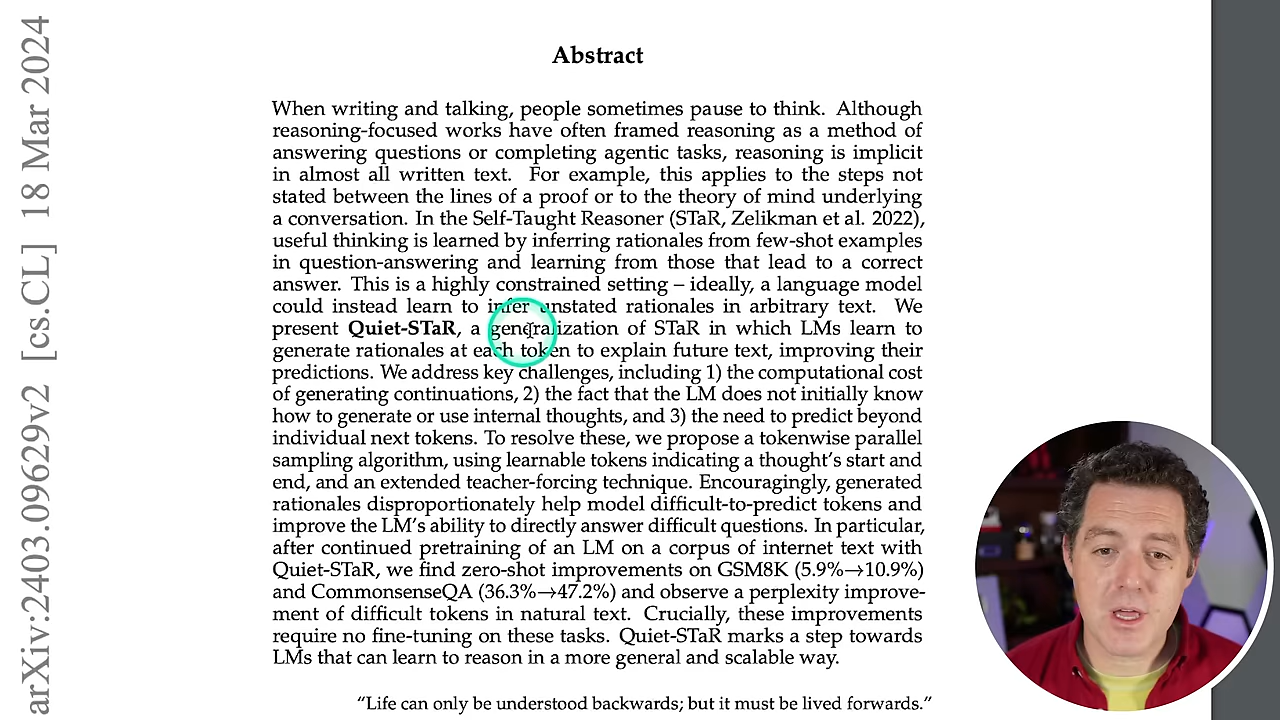 arXiv:2403.09629v2 [cs.CL] 18 Mar 2024
Abstract
When writing and talking, people sometimes pause to think. Although
reasoning-focused works have often framed reasoning as a method of
answering questions or completing agentic tasks, reasoning is implicit
in almost all written text. For example, this applies to the steps not
stated between the lines of a proof or to the theory of mind underlying
a conversation. In the Self-Taught Reasoner (STaR, Zelikman et al. 2022),
useful thinking is learned by inferring rationales from few-shot examples
in question-answering and learning from those that lead to a correct
answer. This is a highly constrained setting – ideally, a language model
could instead learn to infer unstated rationales in arbitrary text. We
present Quiet-STaR, a generalization of STaR in which LMs learn to
generate rationales at each token to explain future text, improving their
predictions. We address key challenges, including 1) the computational cost
of generating continuations, 2) the fact that the LM does not initially know
how to generate or use internal thoughts, and 3) the need to predict beyond
individual next tokens. To resolve these, we propose a tokenwise parallel
sampling algorithm, using learnable tokens indicating a thought's start and
end, and an extended teacher-forcing technique. Encouragingly, generated
rationales disproportionately help model difficult-to-predict tokens and
improve the LM's ability to directly answer difficult questions. In particular,
after continued pretraining of an LM on a corpus of internet text with
Quiet-STaR, we find zero-shot improvements on GSM8K (5.9%→10.9%)
and CommonsenseQA (36.3%→47.2%) and observe a perplexity improve-
ment of difficult tokens in natural text. Crucially, these improvements
require no fine-tuning on these tasks. Quiet-STaR marks a step towards
LMs that can learn to reason in a more general and scalable way.
“Life can only be understood backwards; but it must be lived forwards.”